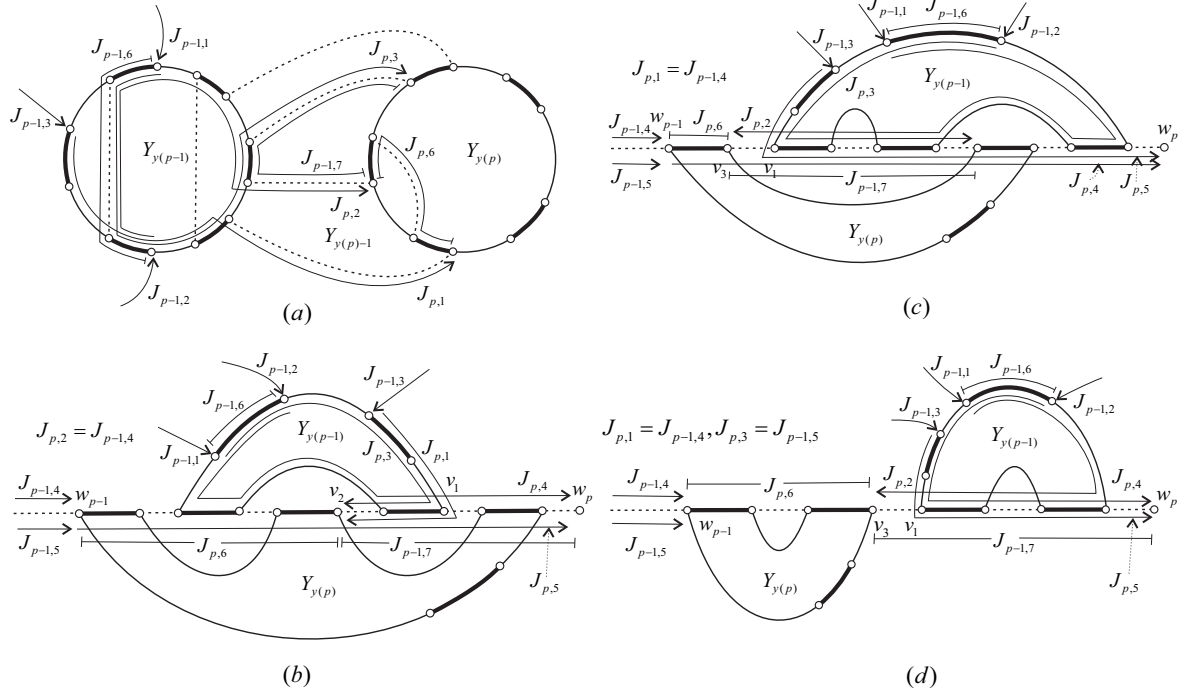 J_{p-1,6} J_{p-1,1}
J_{p,3}
J_{p-1,3}
Y_{y(p-1)}
J_{p-1,7}
J_{p,6}
Y_{y(p)}
J_{p,2}
Y_{y(p)-1}
J_{p-1,2}
J_{p,1}
(a)
J_{p-1,1} J_{p-1,6}
J_{p-1,3} J_{p-1,2}
J_{p,1} = J_{p-1,4}
J_{p,3}
Y_{y(p-1)}
J_{p-1,4} w_{p-1} J_{p,6} J_{p,2} w_p
J_{p-1,5} v_3 v_1 J_{p-1,7} J_{p,4} J_{p,5}
Y_{y(p)}
(c)
J_{p-1,2}
J_{p-1,6} J_{p-1,3}
J_{p,2} = J_{p-1,4}
J_{p-1,1} Y_{y(p-1)} J_{p,3} J_{p,1}
J_{p-1,4} w_{p-1} v_2 v_1 J_{p,4} w_p
J_{p-1,5} J_{p,6} J_{p-1,7}
Y_{y(p)} J_{p,5}
(b)
J_{p-1,1} J_{p-1,6}
J_{p-1,2}
J_{p,1} = J_{p-1,4}, J_{p,3} = J_{p-1,5}
J_{p-1,3} Y_{y(p-1)}
J_{p-1,4} J_{p,6} J_{p,2} J_{p,4} w_p
J_{p-1,5} w_{p-1} v_3 v_1 J_{p-1,7}
Y_{y(p)} J_{p,5}
(d)